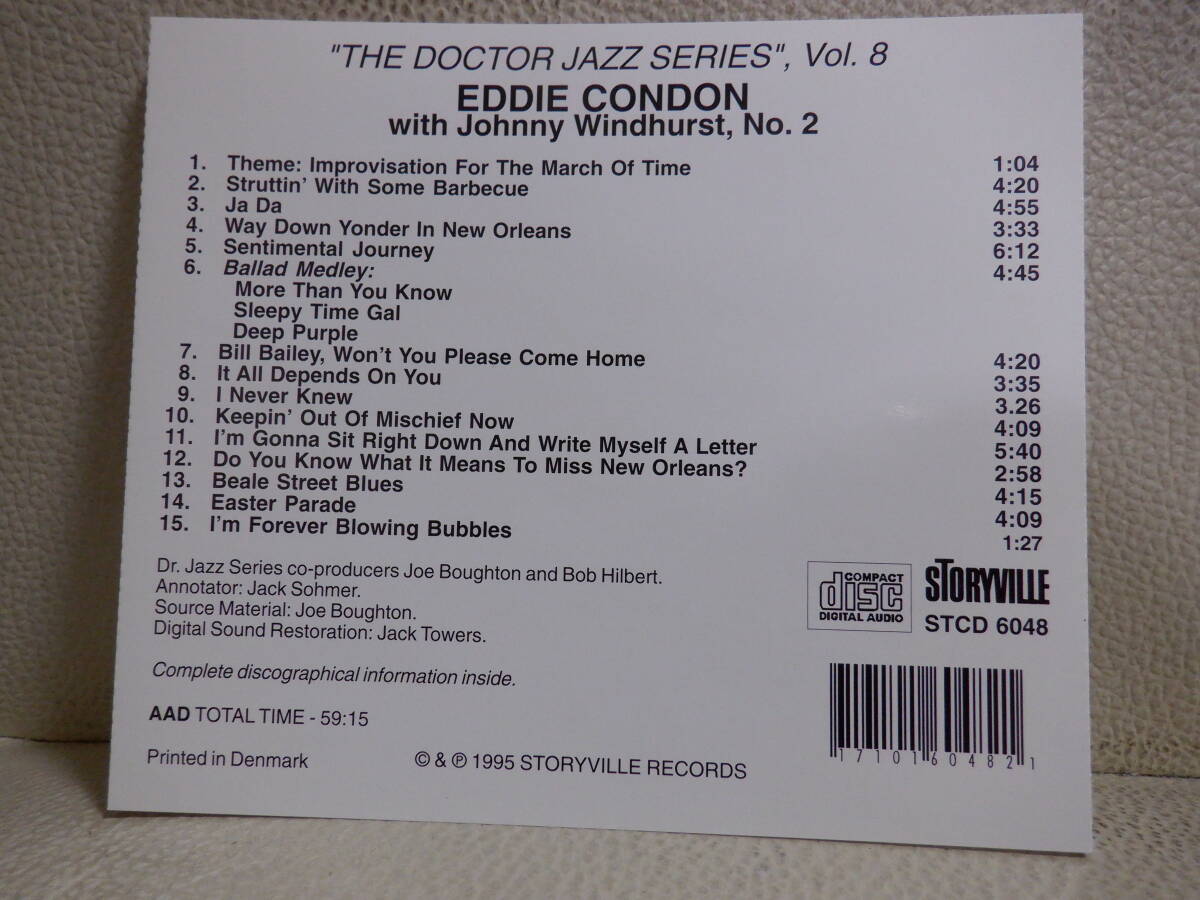 "THE DOCTOR JAZZ SERIES", Vol. 8
EDDIE CONDON
with Johnny Windhurst, No. 2
1. Theme: Improvisation For The March Of Time 1:04
2. Struttin' With Some Barbecue 4:20
3. Ja Da 4:55
4. Way Down Yonder In New Orleans 3:33
5. Sentimental Journey 6:12
6. Ballad Medley: 4:45
More Than You Know
Sleepy Time Gal
Deep Purple
7. Bill Bailey, Won't You Please Come Home 4:20
8. It All Depends On You 3:35
9. I Never Knew 3.26
10. Keepin' Out Of Mischief Now 4:09
11. I'm Gonna Sit Right Down And Write Myself A Letter 5:40
12. Do You Know What It Means To Miss New Orleans? 2:58
13. Beale Street Blues 4:15
14. Easter Parade 4:09
15. I'm Forever Blowing Bubbles 1:27
Dr. Jazz Series co-producers Joe Boughton and Bob Hilbert.
Annotator: Jack Sohmer.
Source Material: Joe Boughton.
Digital Sound Restoration: Jack Towers.
COMPACT
disc
DIGITAL AUDIO
STORYVILLE
STCD 6048
Complete discographical information inside.
AAD TOTAL TIME - 59:15
Printed in Denmark
© & ℗ 1995 STORYVILLE RECORDS
17101604821